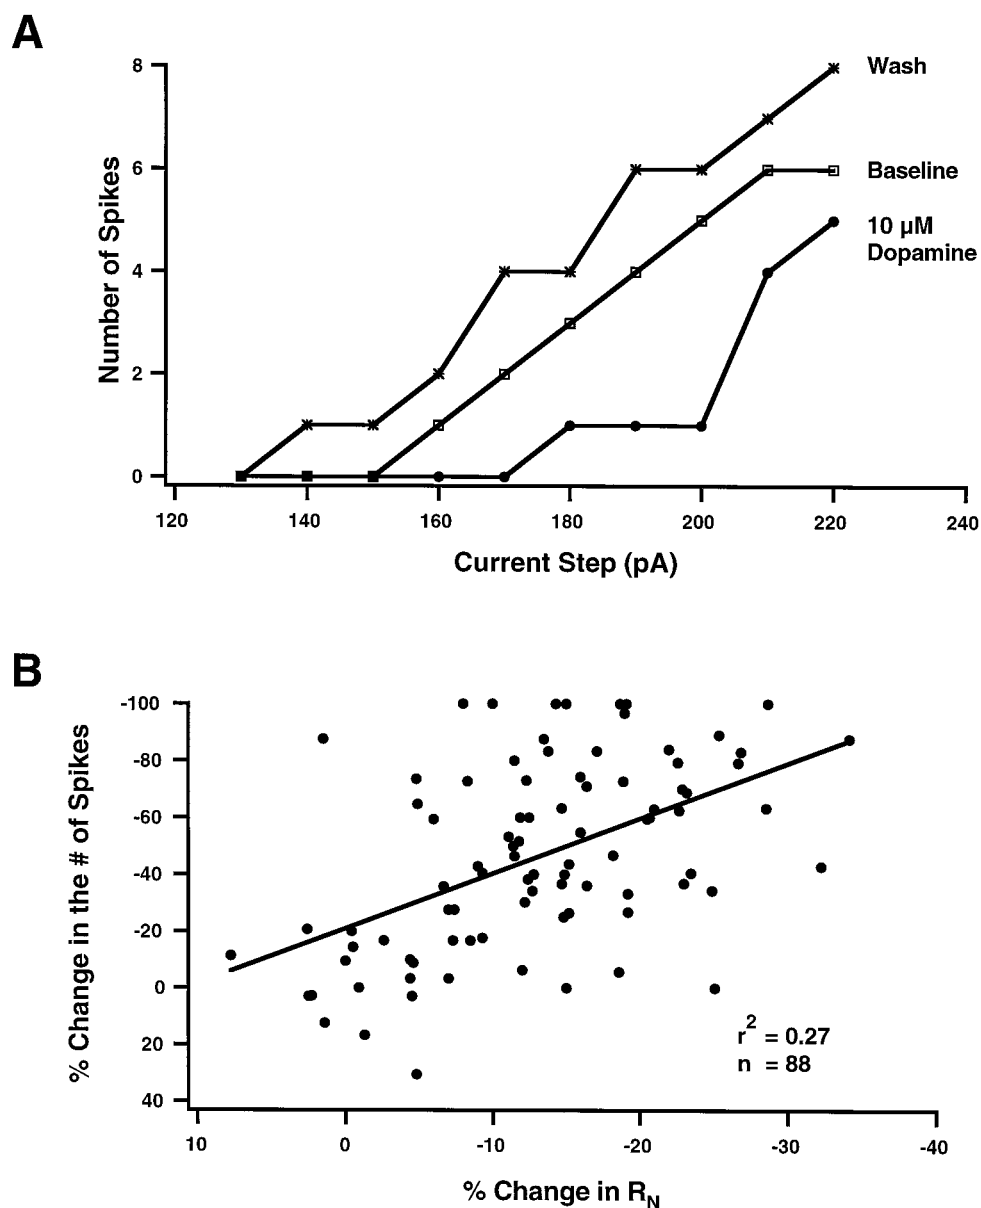 A
8
6
4
2
0
Number of Spikes
Wash
Baseline
10 µM
Dopamine
120 140 160 180 200 220 240
Current Step (pA)
B
-100
-80
-60
-40
-20
0
20
40
% Change in the # of Spikes
r² = 0.27
n = 88
10 0 -10 -20 -30 -40
% Change in R_N